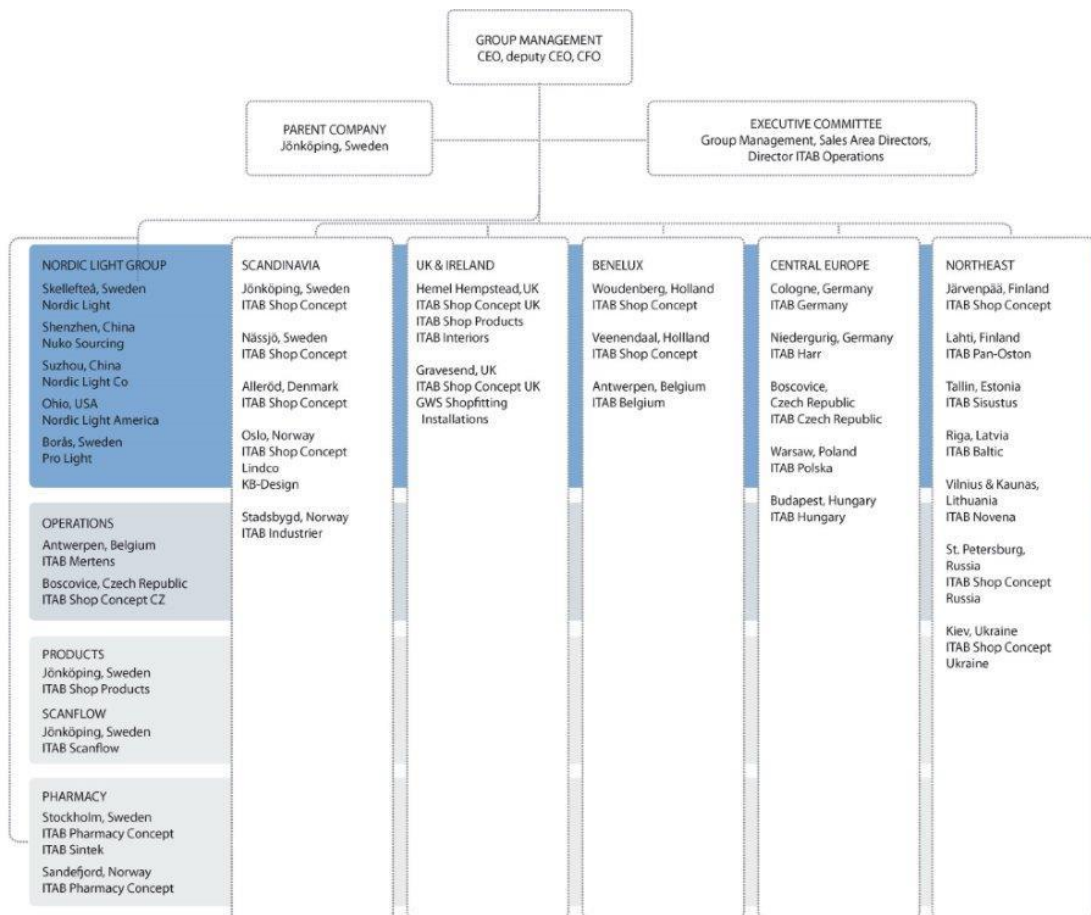 GROUP MANAGEMENT
CEO, deputy CEO, CFO
PARENT COMPANY
Jönköping, Sweden
EXECUTIVE COMMITTEE
Group Management, Sales Area Directors,
Director ITAB Operations
NORDIC LIGHT GROUP
Skellefteå, Sweden
Nordic Light
Shenzhen, China
Nuko Sourcing
Suzhou, China
Nordic Light Co
Ohio, USA
Nordic Light America
Borås, Sweden
Pro Light
OPERATIONS
Antwerpen, Belgium
ITAB Mertens
Boscovice, Czech Republic
ITAB Shop Concept CZ
PRODUCTS
Jönköping, Sweden
ITAB Shop Products
SCANFLOW
Jönköping, Sweden
ITAB Scanflow
PHARMACY
Stockholm, Sweden
ITAB Pharmacy Concept
ITAB Sintek
Sandefjord, Norway
ITAB Pharmacy Concept
SCANDINAVIA
Jönköping, Sweden
ITAB Shop Concept
Nässjö, Sweden
ITAB Shop Concept
Alleröd, Denmark
ITAB Shop Concept
Oslo, Norway
ITAB Shop Concept
Lindco
KB-Design
Stadsbygd, Norway
ITAB Industrier
UK & IRELAND
Hemel Hempstead, UK
ITAB Shop Concept UK
ITAB Shop Products
ITAB Interiors
Gravesend, UK
ITAB Shop Concept UK
GWS Shopfitting
Installations
BENELUX
Woudenberg, Holland
ITAB Shop Concept
Veenendaal, Hollland
ITAB Shop Concept
Antwerpen, Belgium
ITAB Belgium
CENTRAL EUROPE
Cologne, Germany
ITAB Germany
Niedergurig, Germany
ITAB Harr
Boscovice,
Czech Republic
ITAB Czech Republic
Warsaw, Poland
ITAB Polska
Budapest, Hungary
ITAB Hungary
NORTHEAST
Järvenpää, Finland
ITAB Shop Concept
Lahti, Finland
ITAB Pan-Oston
Tallin, Estonia
ITAB Sisustus
Riga, Latvia
ITAB Baltic
Vilnius & Kaunas,
Lithuania
ITAB Novena
St. Petersburg,
Russia
ITAB Shop Concept
Russia
Kiev, Ukraine
ITAB Shop Concept
Ukraine